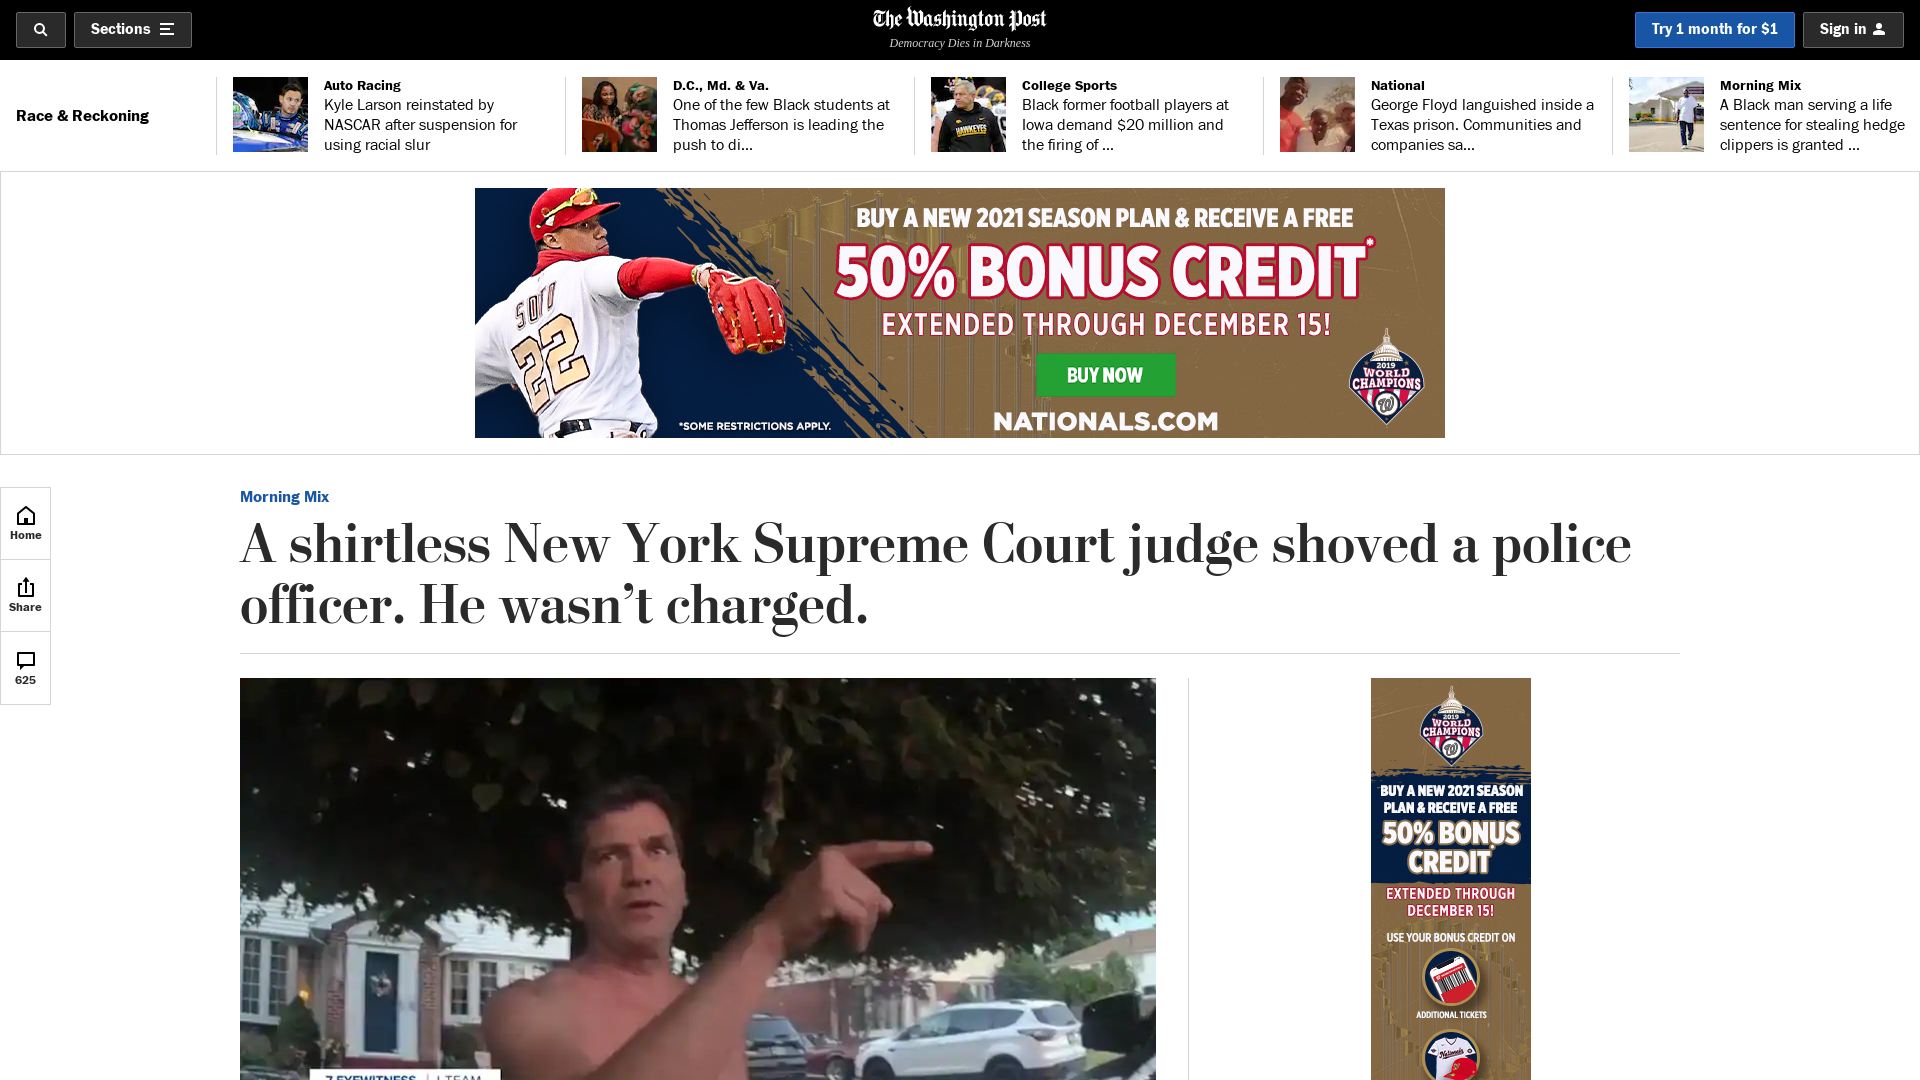 Sections
The Washington Post
Democracy Dies in Darkness
Try 1 month for $1
Sign in
Race & Reckoning
Auto Racing
Kyle Larson reinstated by
NASCAR after suspension for
using racial slur
D.C., Md. & Va.
One of the few Black students at
Thomas Jefferson is leading the
push to di...
College Sports
Black former football players at
Iowa demand $20 million and
the firing of ...
National
George Floyd languished inside a
Texas prison. Communities and
companies sa...
Morning Mix
A Black man serving a life
sentence for stealing hedge
clippers is granted ...
HAWKEYES
BUY A NEW 2021 SEASON PLAN & RECEIVE A FREE
50% BONUS CREDIT*
EXTENDED THROUGH DECEMBER 15!
BUY NOW
NATIONALS.COM
*SOME RESTRICTIONS APPLY.
22
2019
WORLD
CHAMPIONS
W
Home
Share
625
Morning Mix
A shirtless New York Supreme Court judge shoved a police
officer. He wasn’t charged.
7 EYEWITNESS | I-TEAM
2019
WORLD
CHAMPIONS
W
BUY A NEW 2021 SEASON
PLAN & RECEIVE A FREE
50% BONUS
CREDIT*
EXTENDED THROUGH
DECEMBER 15!
USE YOUR BONUS CREDIT ON
ADDITIONAL TICKETS
Nationals